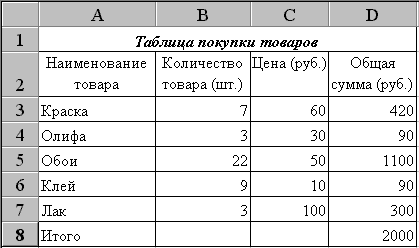 A B C D
1 Таблица покупки товаров
Наименование Количество Цена (руб.) Общая
2 товара товара (шт.) сумма (руб.)
3 Краска 7 60 420
4 Олифа 3 30 90
5 Обои 22 50 1100
6 Клей 9 10 90
7 Лак 3 100 300
8 Итого 2000